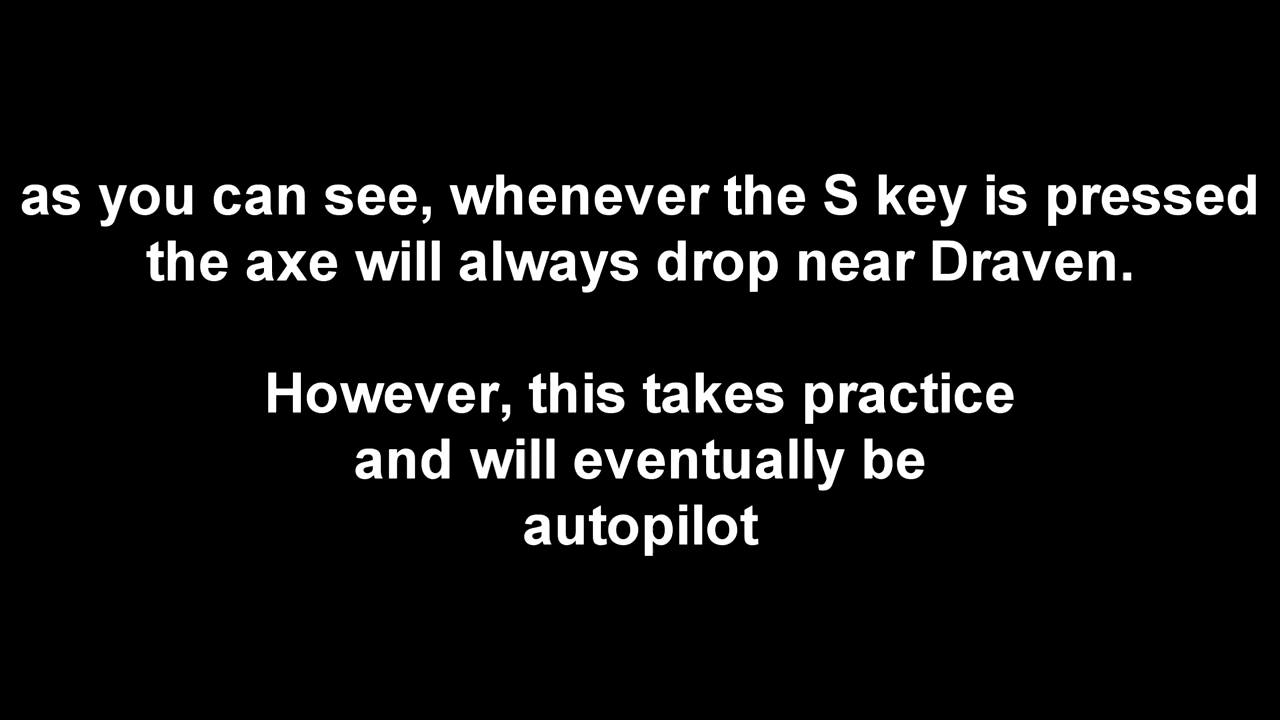 as you can see, whenever the S key is pressed
the axe will always drop near Draven.
However, this takes practice
and will eventually be
autopilot